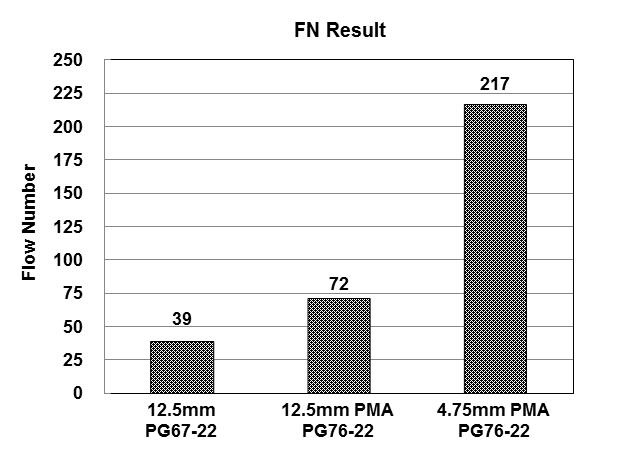 FN Result
250
225
200
175
150
125
100
75
50
25
0
Flow Number
39
72
217
12.5mm
PG67-22
12.5mm PMA
PG76-22
4.75mm PMA
PG76-22